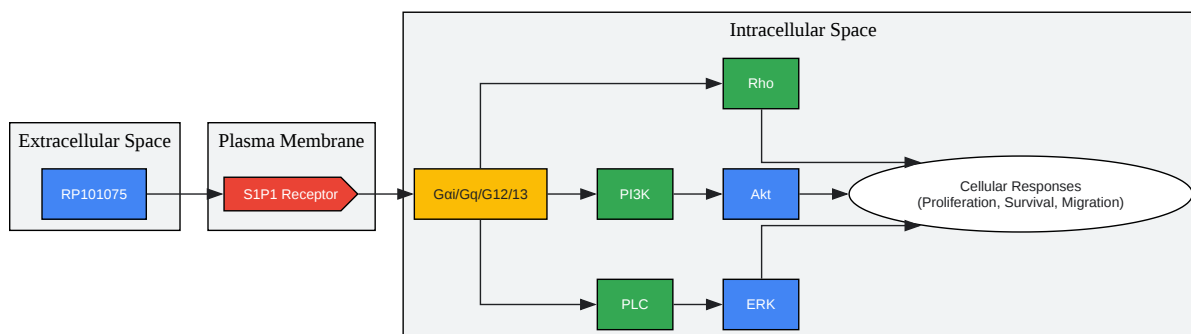 Extracellular Space
RP101075
Plasma Membrane
S1P1 Receptor
Intracellular Space
Gαi/Gq/G12/13
Rho
PI3K
Akt
PLC
ERK
Cellular Responses
(Proliferation, Survival, Migration)